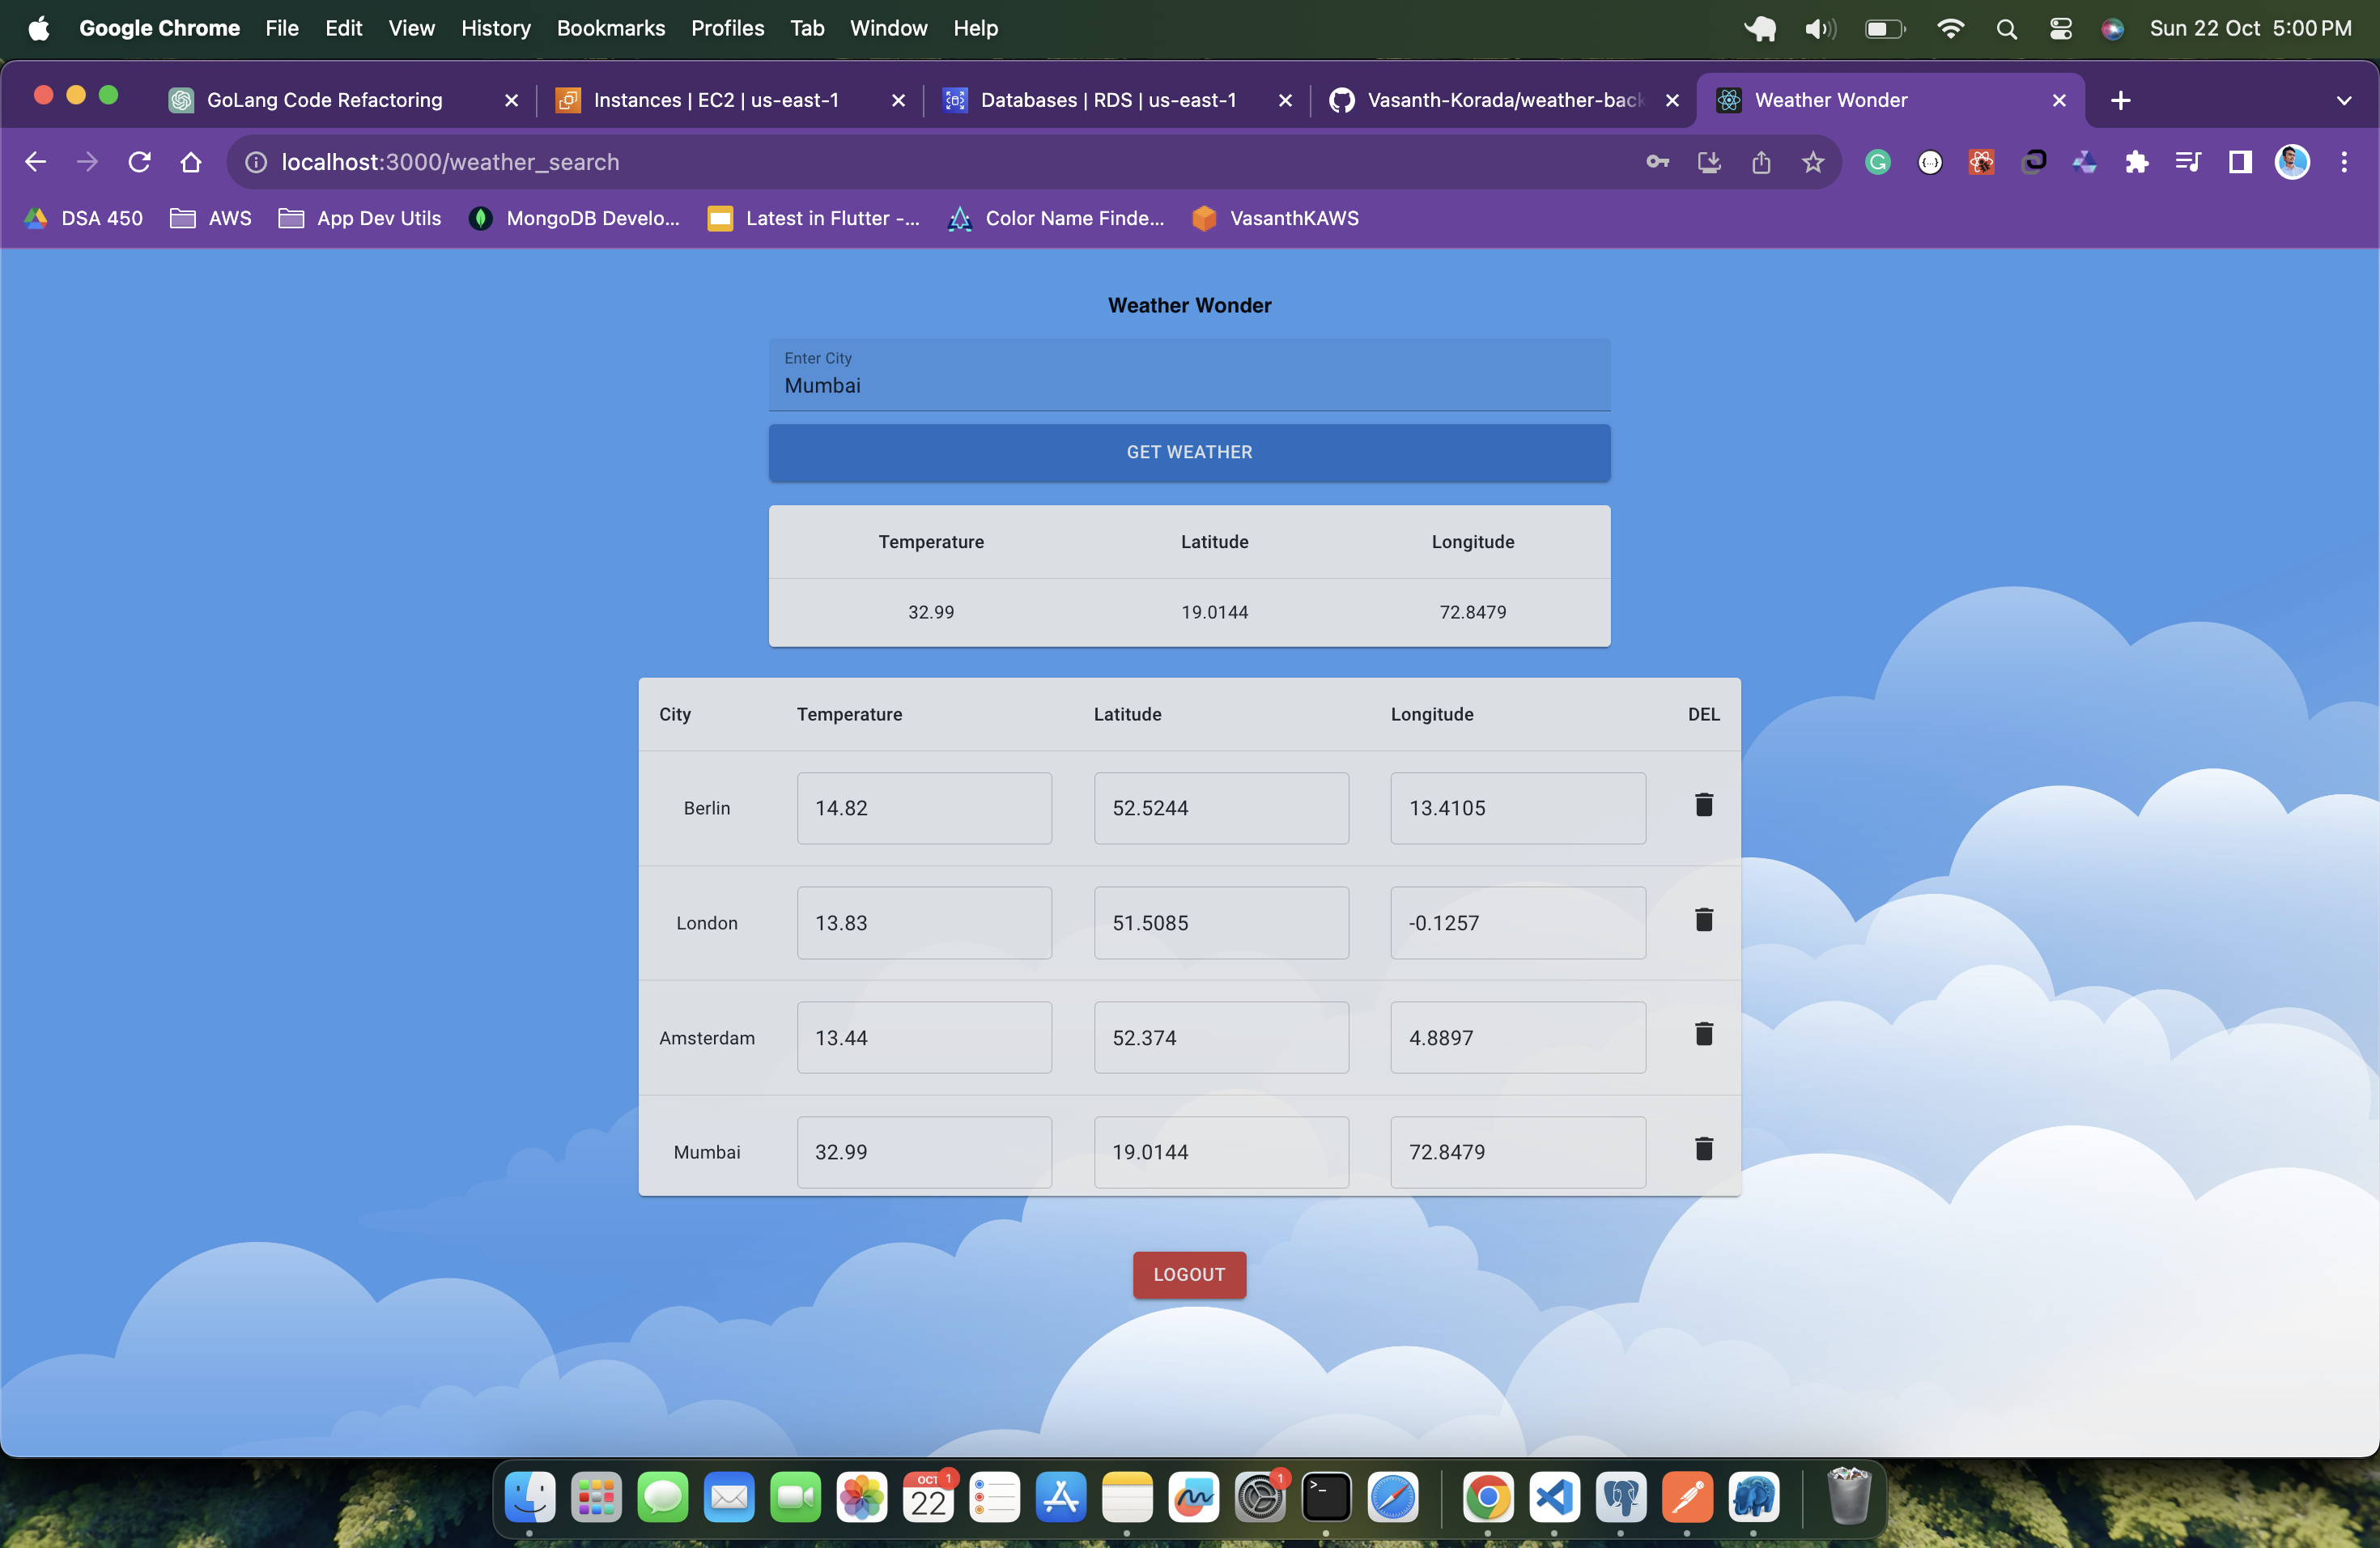 Google Chrome File Edit View History Bookmarks Profiles Tab Window Help Sun 22 Oct 5:00 PM
GoLang Code Refactoring Instances | EC2 | us-east-1 Databases | RDS | us-east-1 Vasanth-Korada/weather-back Weather Wonder
localhost:3000/weather_search
DSA 450 AWS App Dev Utils MongoDB Develo... Latest in Flutter -... Color Name Finde... VasanthKAWS
Weather Wonder
Enter City
Mumbai
GET WEATHER
Temperature Latitude Longitude
32.99 19.0144 72.8479
City Temperature Latitude Longitude DEL
Berlin 14.82 52.5244 13.4105
London 13.83 51.5085 -0.1257
Amsterdam 13.44 52.374 4.8897
Mumbai 32.99 19.0144 72.8479
LOGOUT
OCT 1 1
22